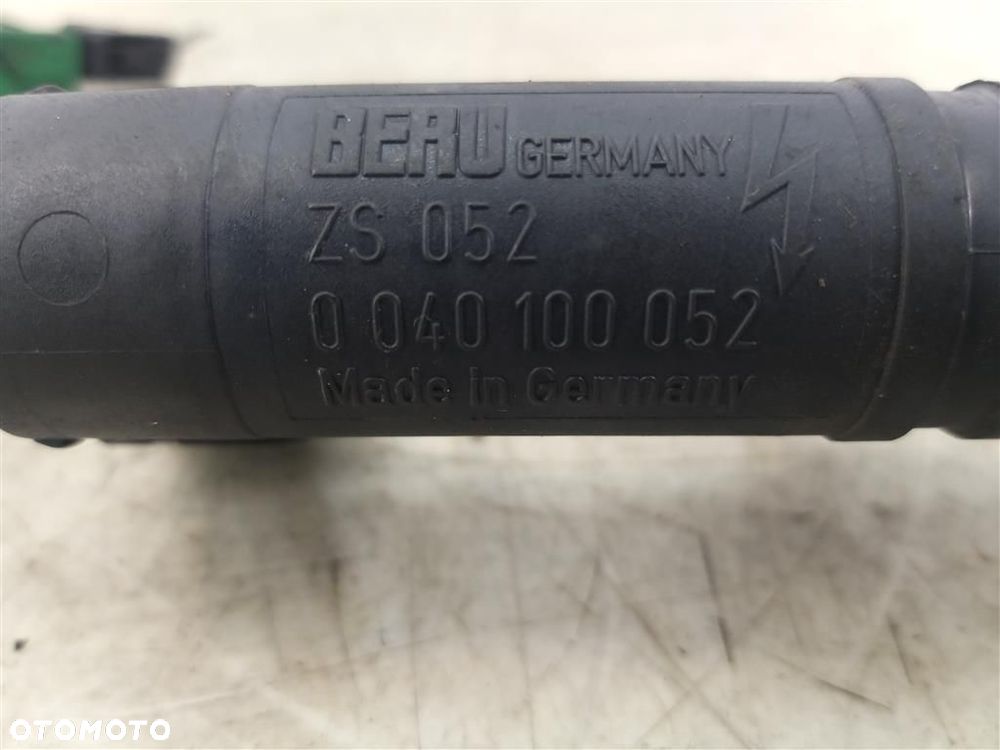 BERU GERMANY
ZS 052
0 040 100 052
Made in Germany
OTOMOTO